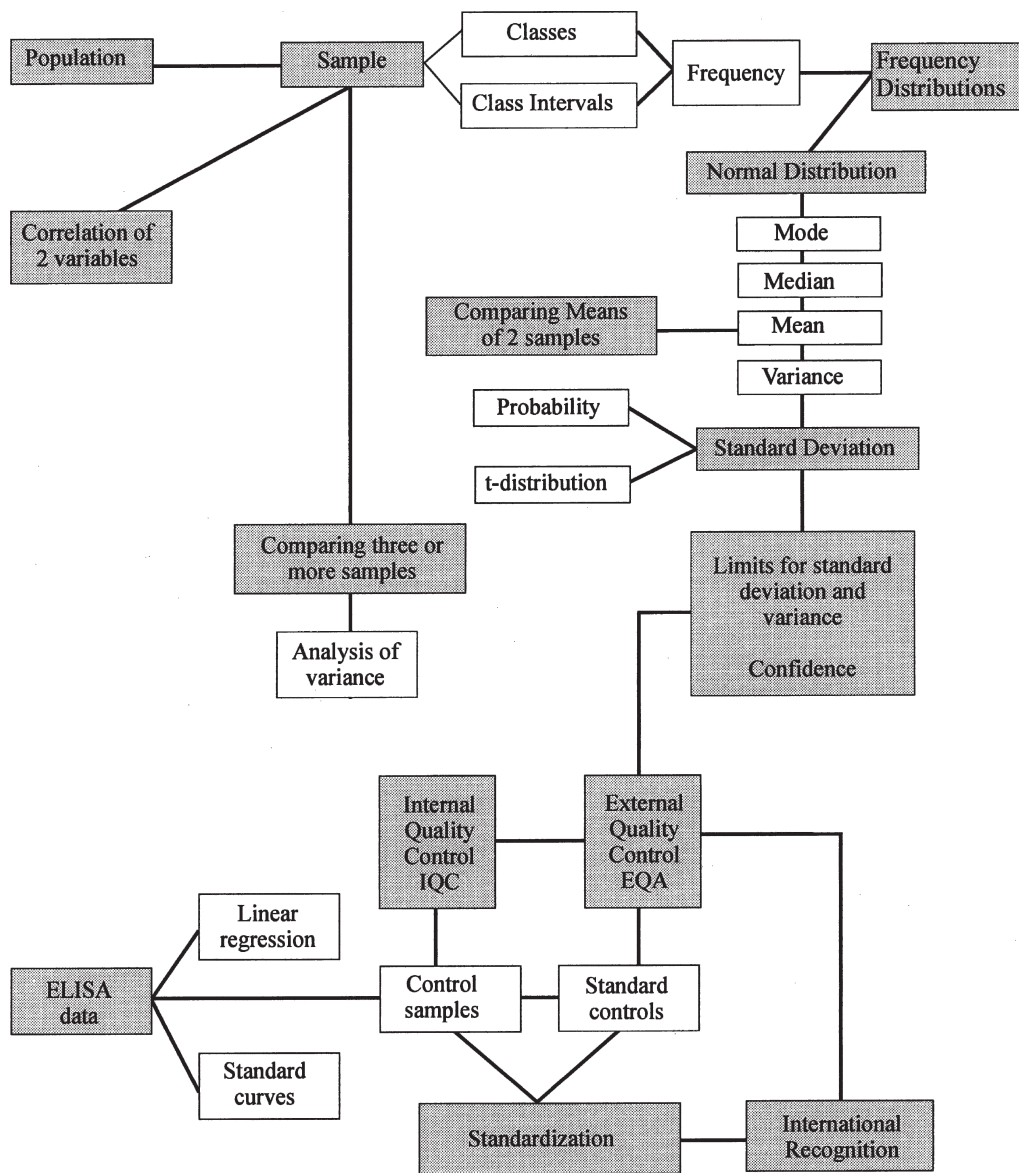 Population
Sample
Classes
Class Intervals
Frequency
Frequency
Distributions
Normal Distribution
Correlation of
2 variables
Mode
Median
Comparing Means
of 2 samples
Mean
Variance
Probability
Standard Deviation
t-distribution
Comparing three or
more samples
Analysis of
variance
Limits for standard
deviation and
variance
Confidence
Internal
Quality
Control
IQC
External
Quality
Control
EQA
Linear
regression
ELISA
data
Control
samples
Standard
controls
Standard
curves
Standardization
International
Recognition